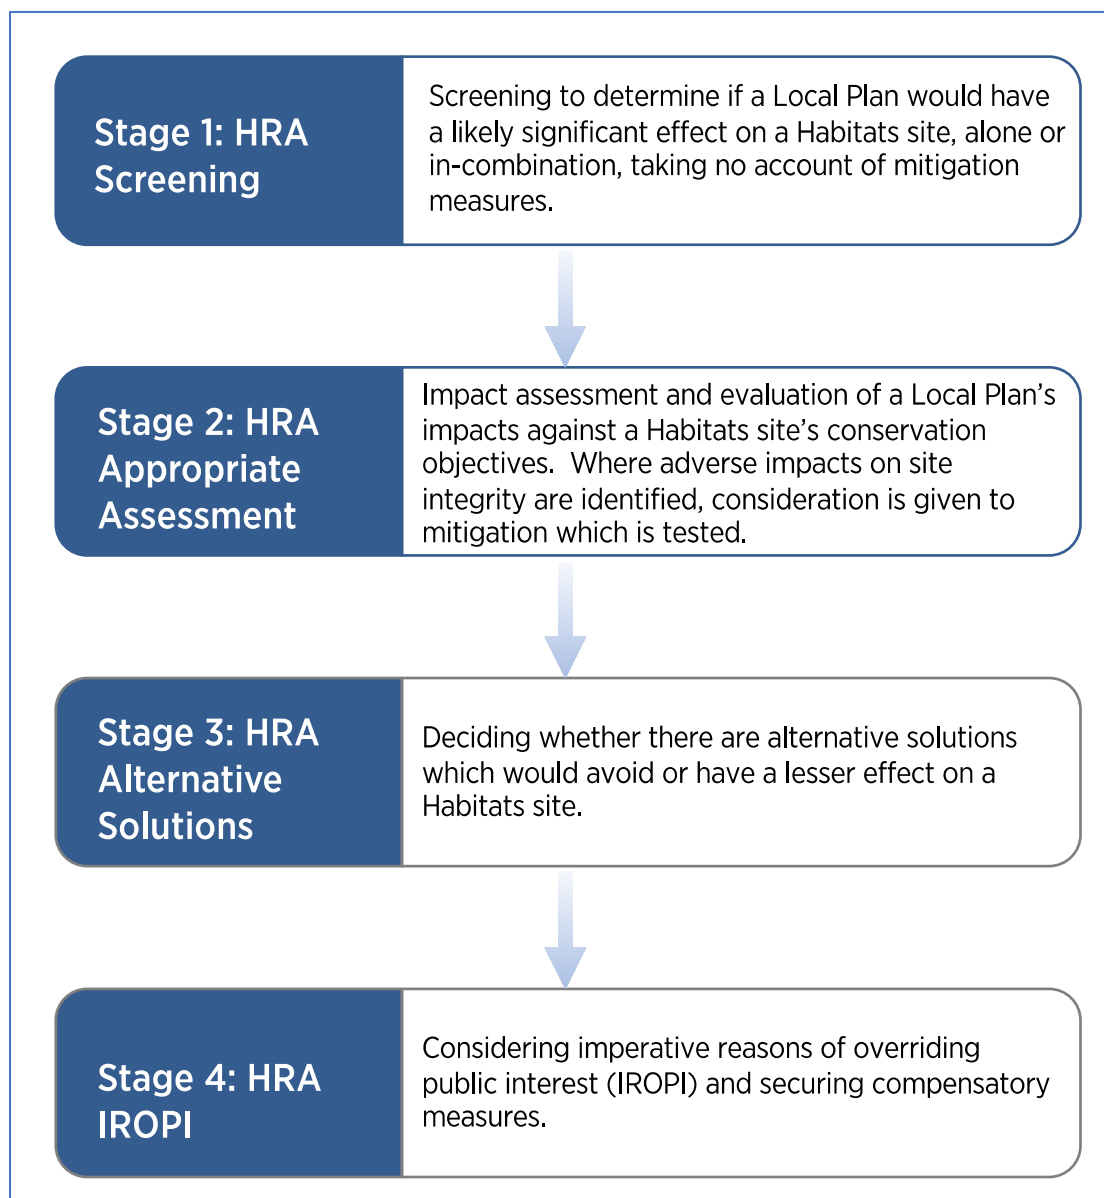 Stage 1: HRA
Screening
Screening to determine if a Local Plan would have
a likely significant effect on a Habitats site, alone or
in-combination, taking no account of mitigation
measures.
Stage 2: HRA
Appropriate
Assessment
Impact assessment and evaluation of a Local Plan's
impacts against a Habitats site's conservation
objectives.  Where adverse impacts on site
integrity are identified, consideration is given to
mitigation which is tested.
Stage 3: HRA
Alternative
Solutions
Deciding whether there are alternative solutions
which would avoid or have a lesser effect on a
Habitats site.
Stage 4: HRA
IROPI
Considering imperative reasons of overriding
public interest (IROPI) and securing compensatory
measures.